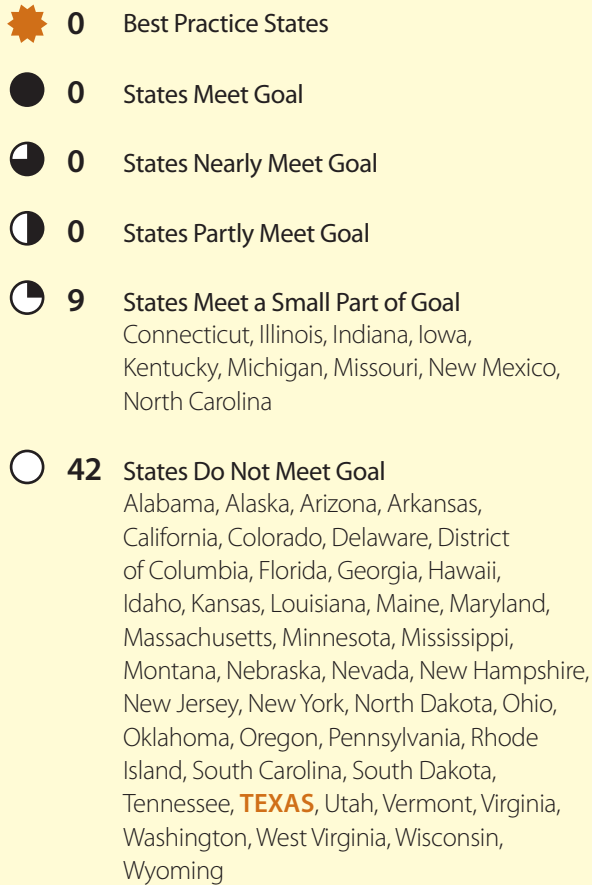 0 Best Practice States
0 States Meet Goal
0 States Nearly Meet Goal
0 States Partly Meet Goal
9 States Meet a Small Part of Goal
Connecticut, Illinois, Indiana, Iowa,
Kentucky, Michigan, Missouri, New Mexico,
North Carolina
42 States Do Not Meet Goal
Alabama, Alaska, Arizona, Arkansas,
California, Colorado, Delaware, District
of Columbia, Florida, Georgia, Hawaii,
Idaho, Kansas, Louisiana, Maine, Maryland,
Massachusetts, Minnesota, Mississippi,
Montana, Nebraska, Nevada, New Hampshire,
New Jersey, New York, North Dakota, Ohio,
Oklahoma, Oregon, Pennsylvania, Rhode
Island, South Carolina, South Dakota,
Tennessee, TEXAS, Utah, Vermont, Virginia,
Washington, West Virginia, Wisconsin,
Wyoming